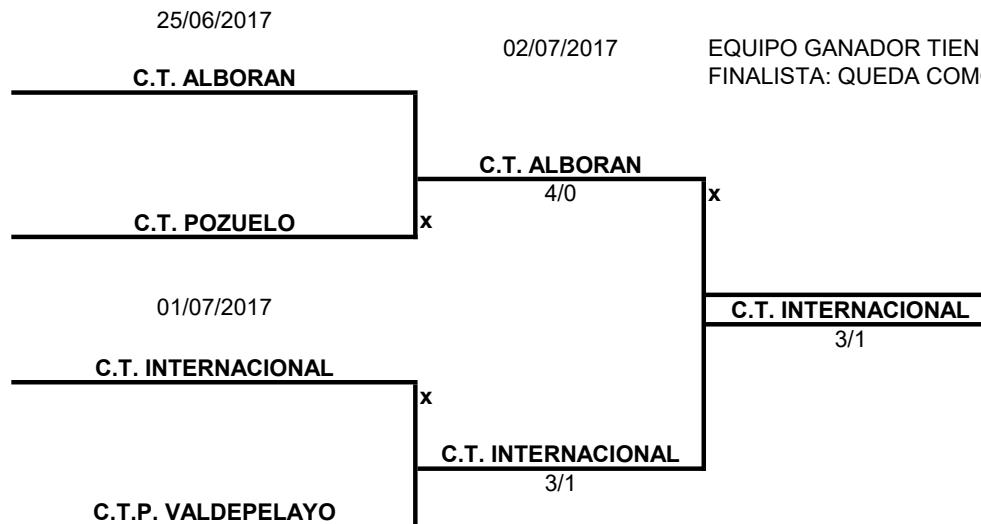 25/06/2017
02/07/2017
EQUIPO GANADOR TIEN
FINALISTA: QUEDA COM
C.T. ALBORAN
C.T. ALBORAN
4/0
x
C.T. POZUELO
x
01/07/2017
C.T. INTERNACIONAL
3/1
C.T. INTERNACIONAL
x
C.T. INTERNACIONAL
3/1
C.T.P. VALDEPELAYO